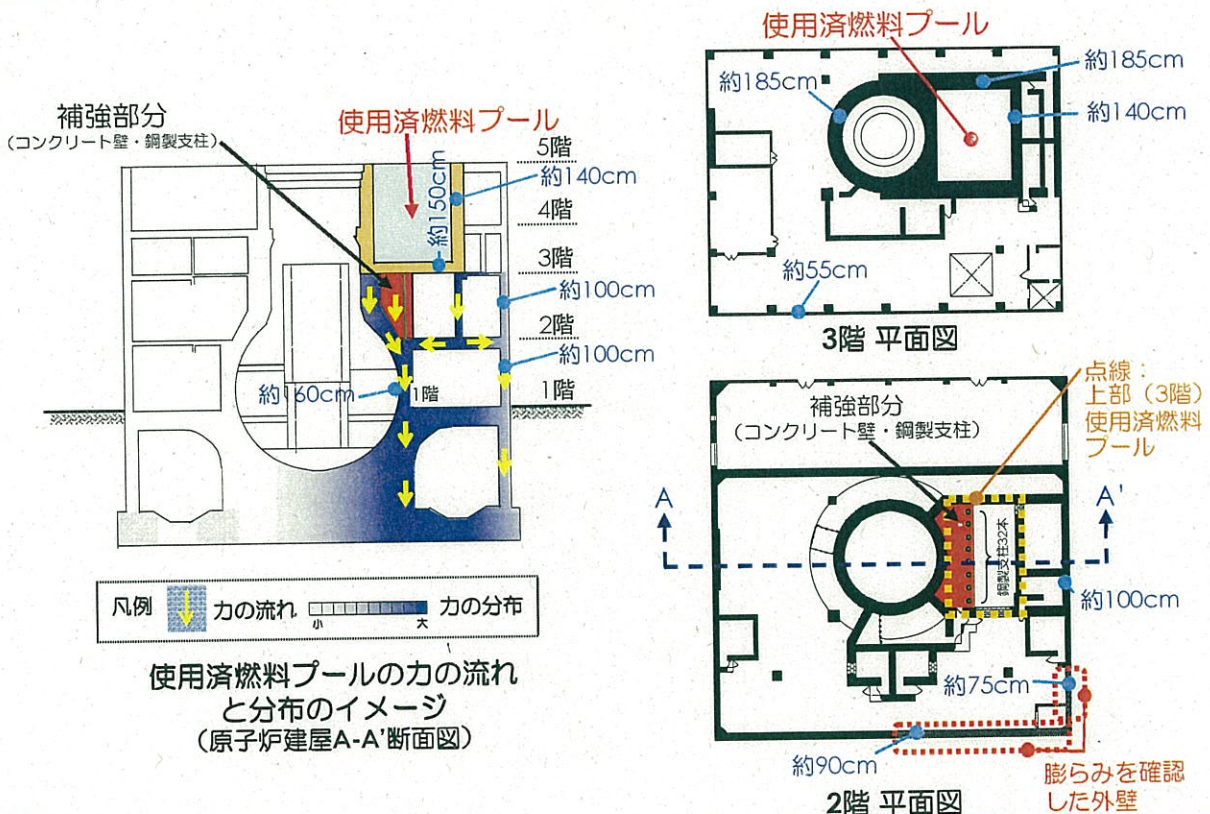 補強部分
(コンクリート壁・鋼製支柱)
使用済燃料プール
5階
約140cm
約150cm
4階
3階
約100cm
2階
約100cm
約160cm
1階
1階
凡例
力の流れ
小
大
力の分布
使用済燃料プールの力の流れ
と分布のイメージ
(原子炉建屋A-A'断面図)
使用済燃料プール
約185cm
約185cm
約140cm
約55cm
3階 平面図
点線：
上部（3階）
使用済燃料
プール
補強部分
(コンクリート壁・鋼製支柱)
A
A'
鋼製支柱32本
約100cm
約75cm
約90cm
膨らみを確認
した外壁
2階 平面図